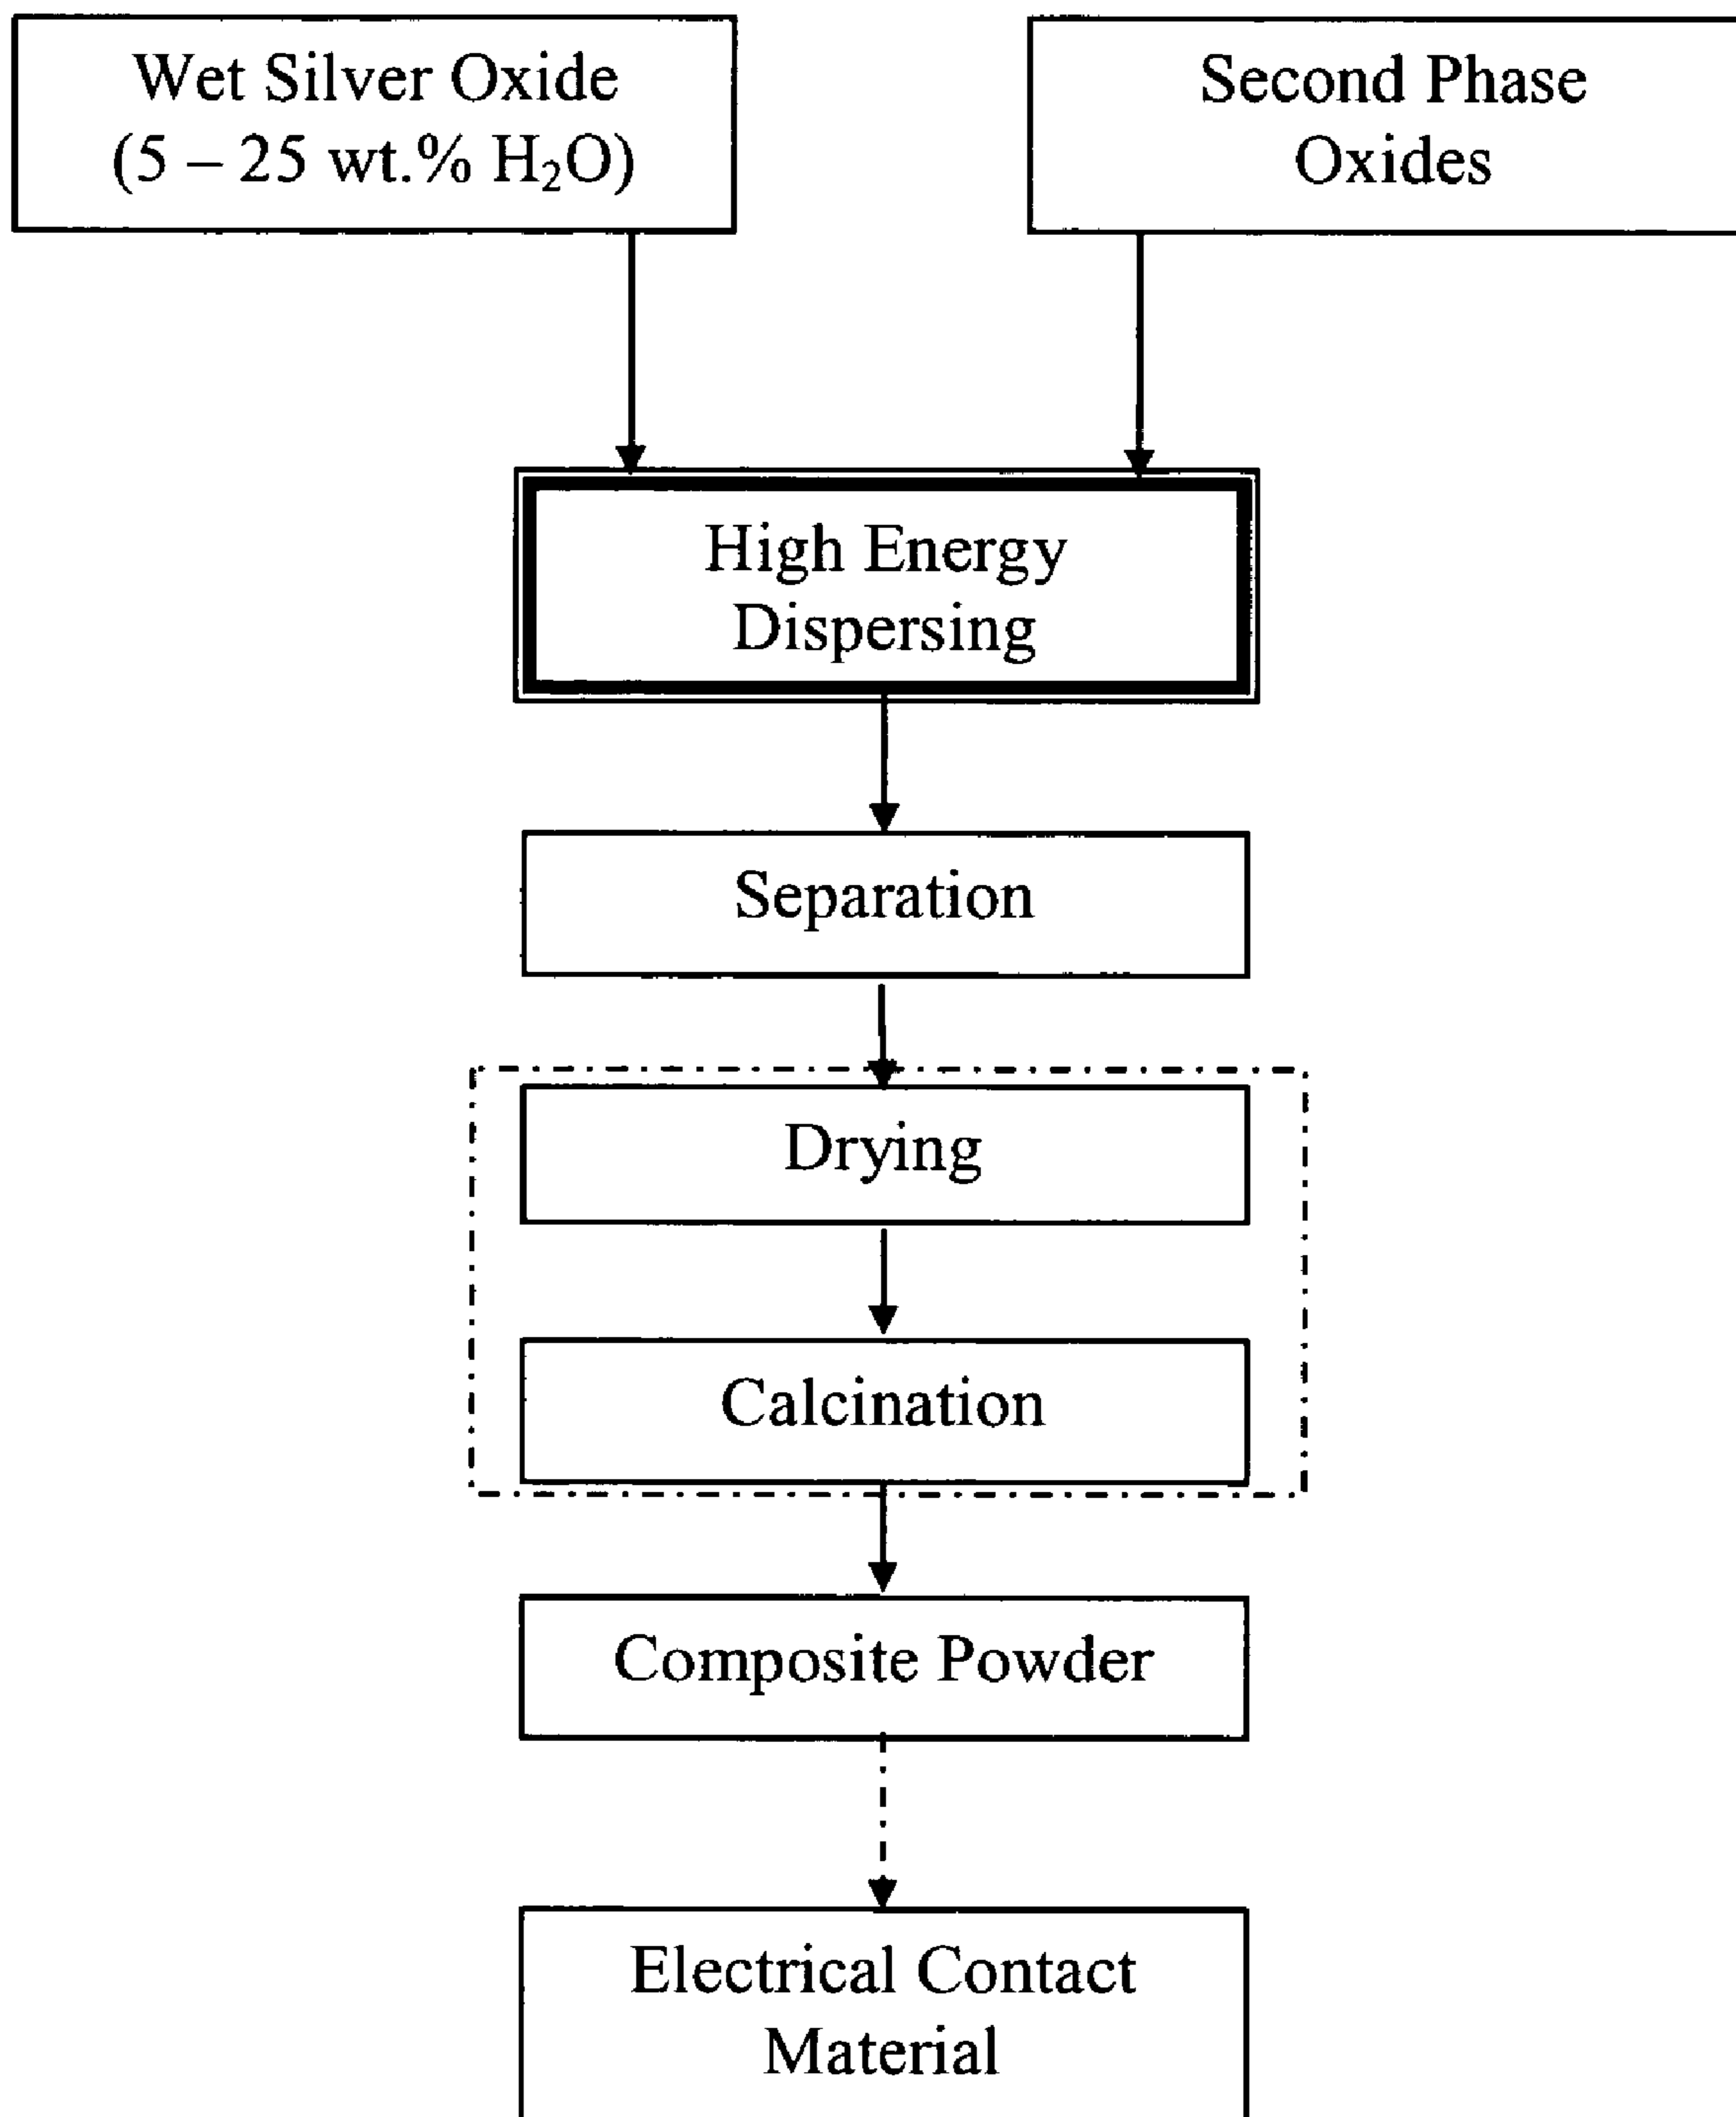 Wet Silver Oxide
(5 – 25 wt.% H₂O)
Second Phase
Oxides
High Energy
Dispersing
Separation
Drying
Calcination
Composite Powder
Electrical Contact
Material